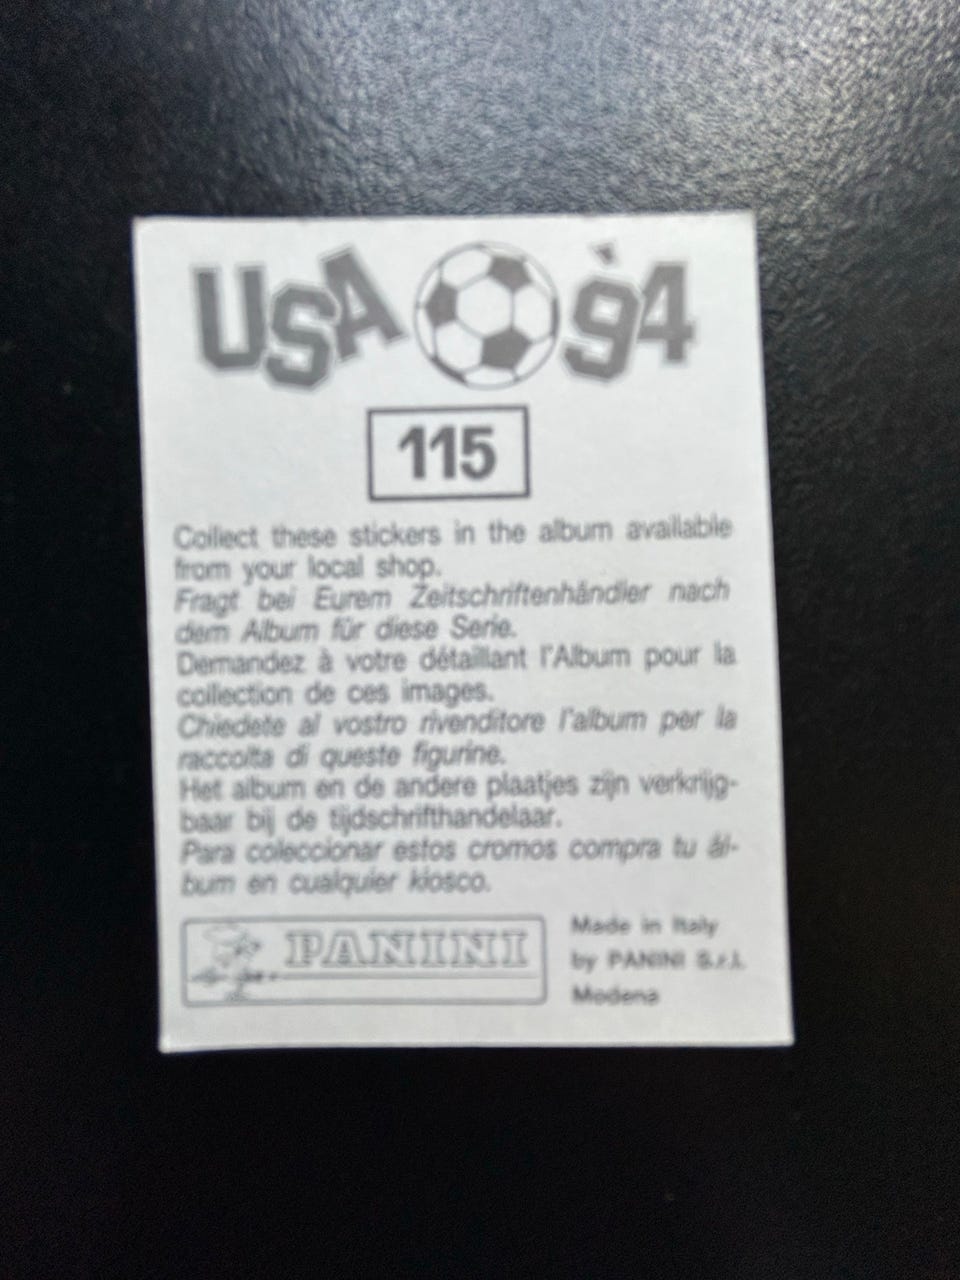 USA '94
115
Collect these stickers in the album available
from your local shop.
Fragt bei Eurem Zeitschriftenhändler nach
dem Album für diese Serie.
Demandez à votre détaillant l'Album pour la
collection de ces images.
Chiedete al vostro rivenditore l'album per la
raccolta di queste figurine.
Het album en de andere plaatjes zijn verkrijg-
baar bij de tijdschrifthandelaar.
Para coleccionar estos cromos compra tu ál-
bum en cualquier kiosco.
PANINI
Made in Italy
by PANINI S.r.l.
Modena